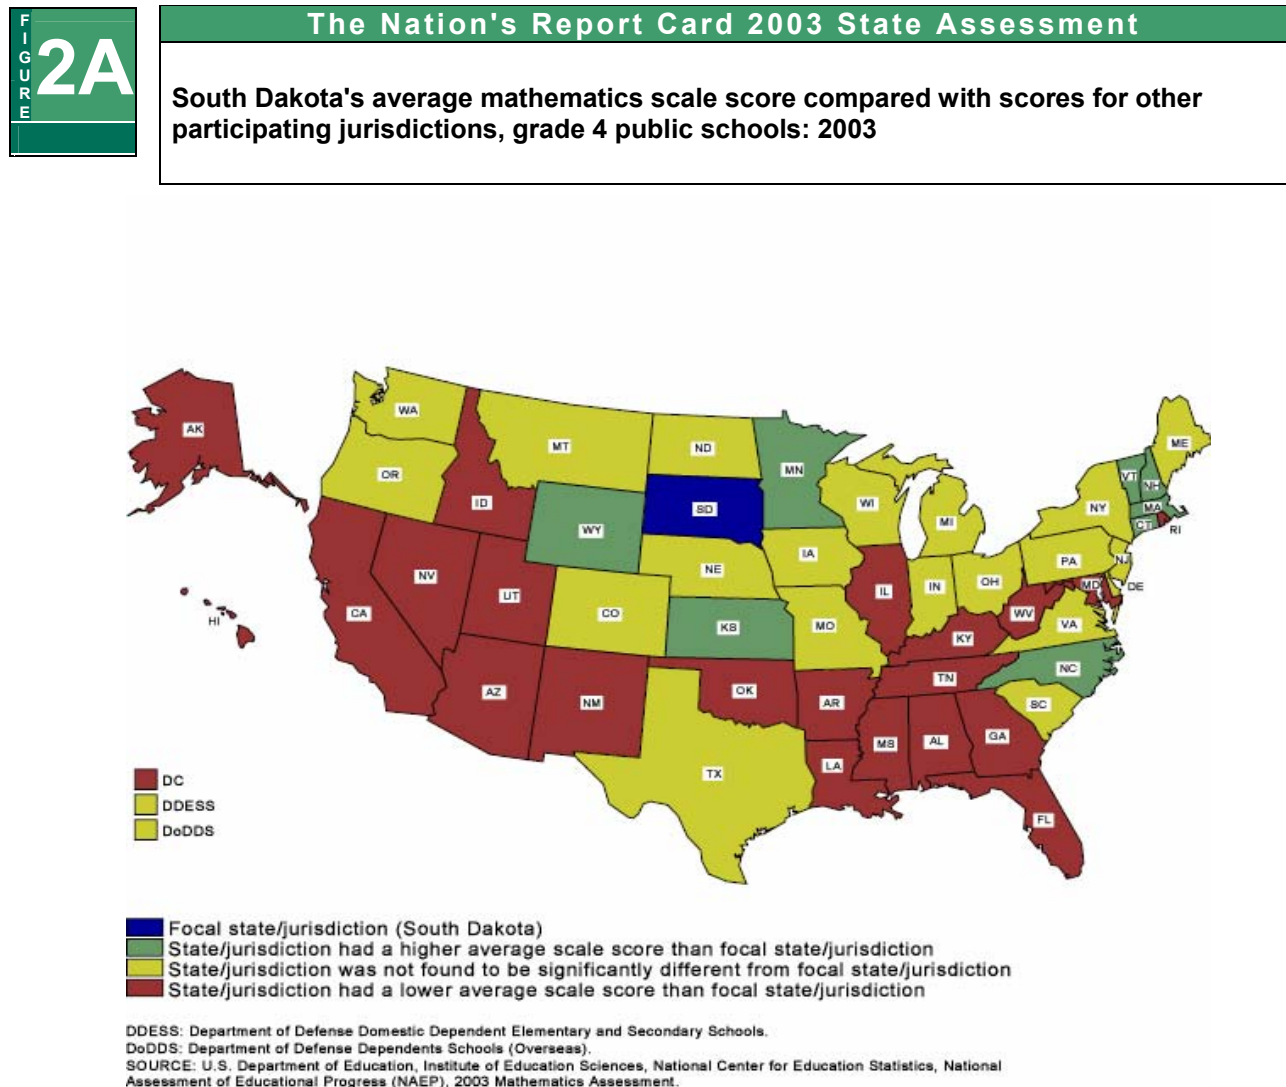 FIGURE
2A
The Nation's Report Card 2003 State Assessment
South Dakota's average mathematics scale score compared with scores for other
participating jurisdictions, grade 4 public schools: 2003
AK
WA
OR
ID
MT
ND
MN
SD
WY
WI
MI
NY
VT
NH
ME
MA
CT
RI
NV
UT
CA
CO
NE
IA
IL
IN
OH
PA
NJ
MD
DE
WV
VA
KY
KS
MO
HI
AZ
NM
OK
AR
TN
NC
SC
MS
AL
GA
LA
TX
FL
DC
DDESS
DoDDS
Focal state/jurisdiction (South Dakota)
State/jurisdiction had a higher average scale score than focal state/jurisdiction
State/jurisdiction was not found to be significantly different from focal state/jurisdiction
State/jurisdiction had a lower average scale score than focal state/jurisdiction
DDESS: Department of Defense Domestic Dependent Elementary and Secondary Schools.
DoDDS: Department of Defense Dependents Schools (Overseas).
SOURCE: U.S. Department of Education, Institute of Education Sciences, National Center for Education Statistics, National
Assessment of Educational Progress (NAEP), 2003 Mathematics Assessment.